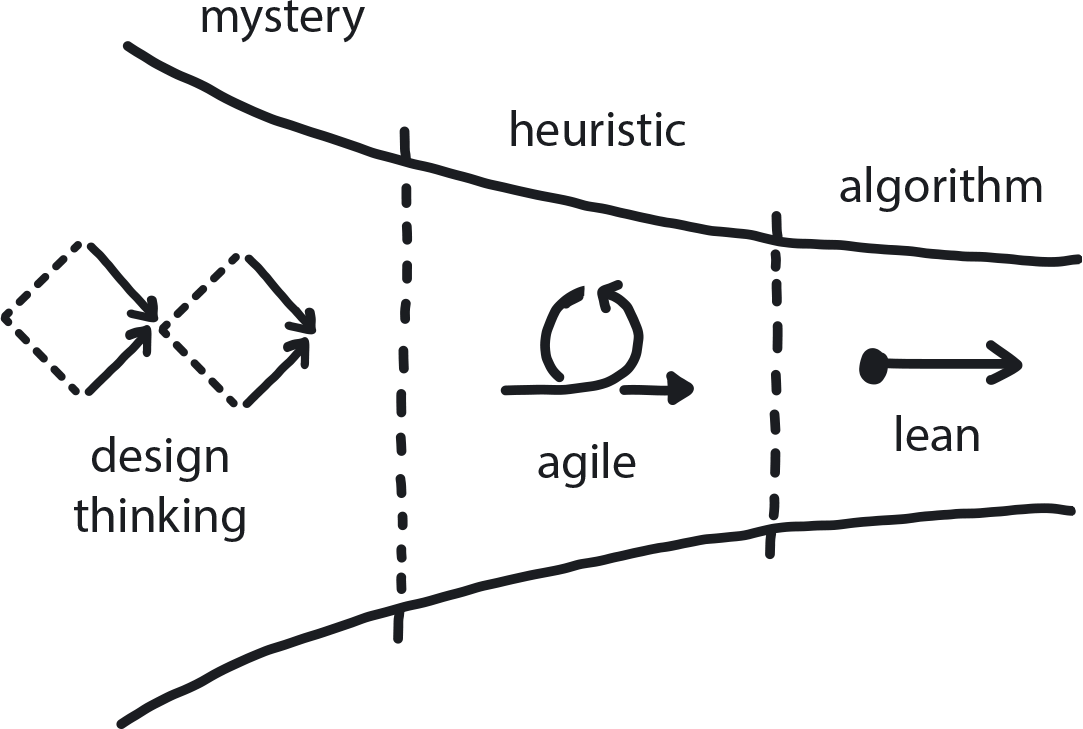 mystery
heuristic
algorithm
design
thinking
agile
lean